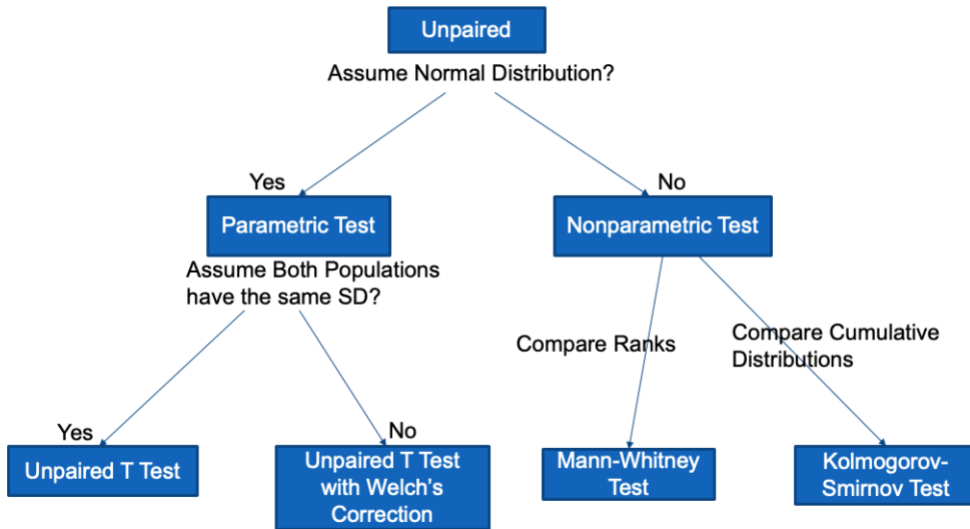 Unpaired
Assume Normal Distribution?
Yes
No
Parametric Test
Nonparametric Test
Assume Both Populations
have the same SD?
Compare Ranks
Compare Cumulative
Distributions
Yes
No
Unpaired T Test
Unpaired T Test
with Welch's
Correction
Mann-Whitney
Test
Kolmogorov-
Smirnov Test